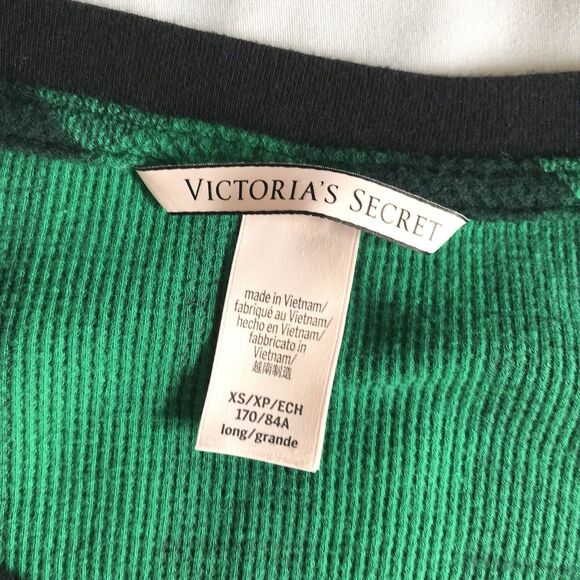 VICTORIA'S SECRET
made in Vietnam/
fabriqué au Vietnam/
hecho en Vietnam/
fabbricato in
Vietnam/
越南制造
XS/XP/ECH
170/84A
long/grande